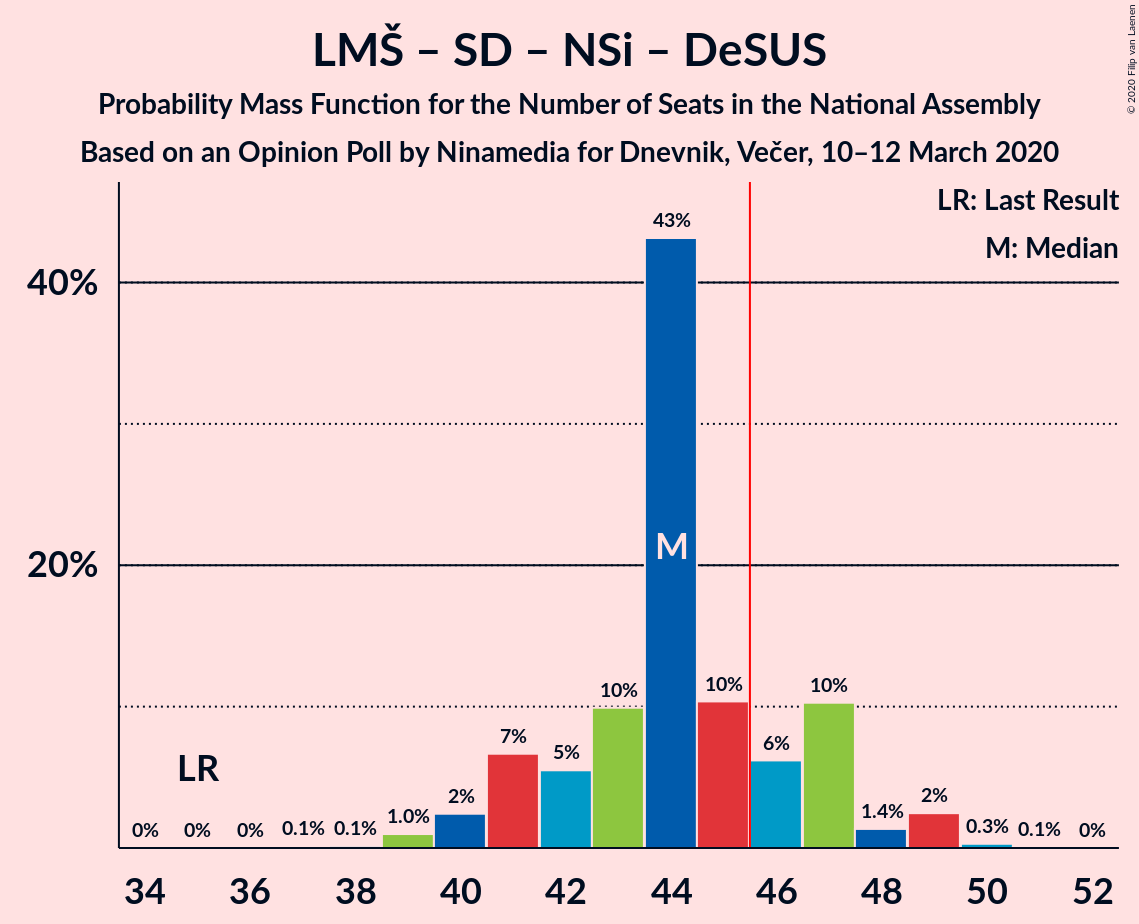 LMŠ – SD – NSi – DeSUS
Probability Mass Function for the Number of Seats in the National Assembly
Based on an Opinion Poll by Ninamedia for Dnevnik, Večer, 10–12 March 2020
© 2020 Filip van Laenen
LR: Last Result
M: Median
40%
20%
LR
M
0%
0%
0%
0.1%
0.1%
1.0%
2%
7%
5%
10%
43%
10%
6%
10%
1.4%
2%
0.3%
0.1%
0%
34 36 38 40 42 44 46 48 50 52